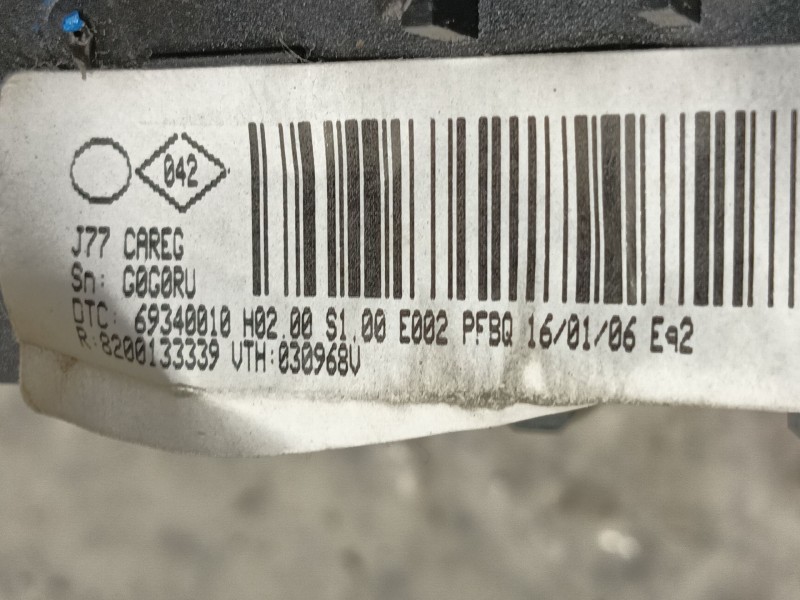 042
J77 CAREG
Sn: G0G0RU
DTC: 69340010 H02.00 S1.00 E002 PFBQ 16/01/06 Eq2
R:8200133339 VTH:030968V